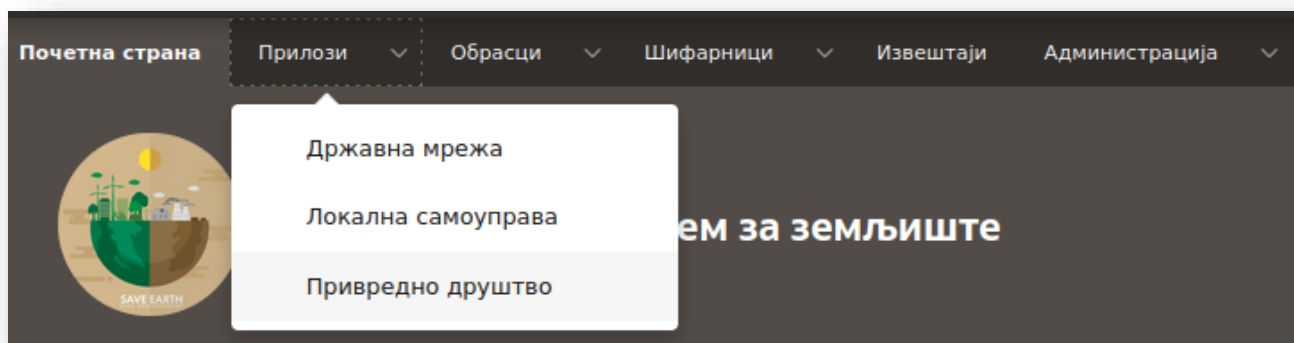 Почетна страна Прилози Обрасци Шифарници Извештаји Администрација
Државна мрежа
Локална самоуправа
ем за земљиште
Привредно друштво
SAVE EARTH